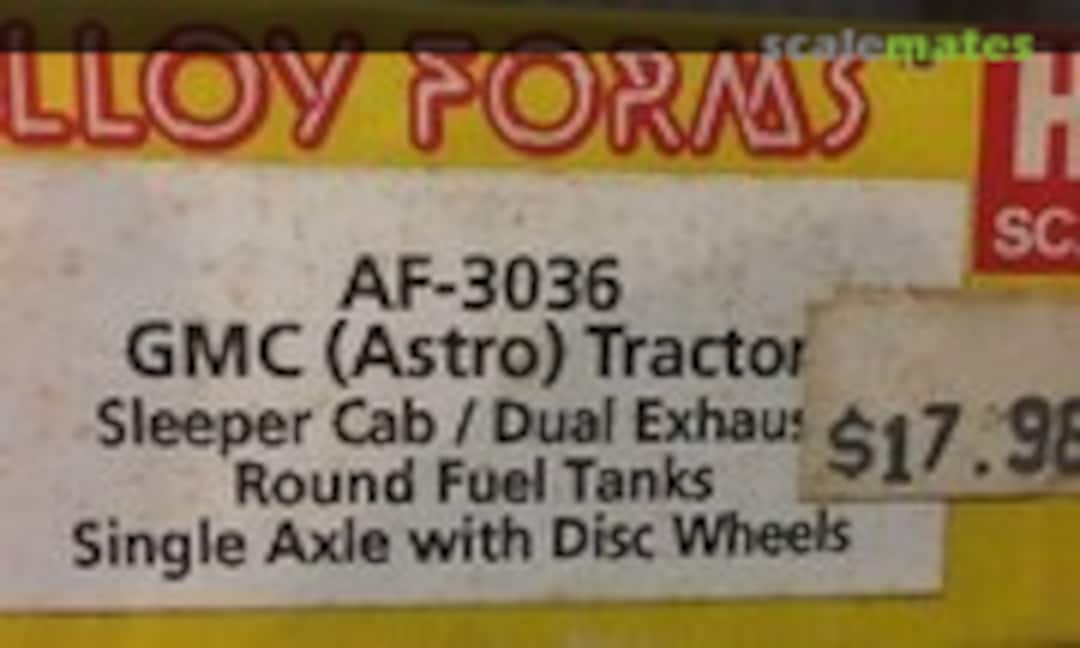 scalemates
LLOY FORMS
H
SC
AF-3036
GMC (Astro) Tractor
Sleeper Cab / Dual Exhaus
$17.98
Round Fuel Tanks
Single Axle with Disc Wheels